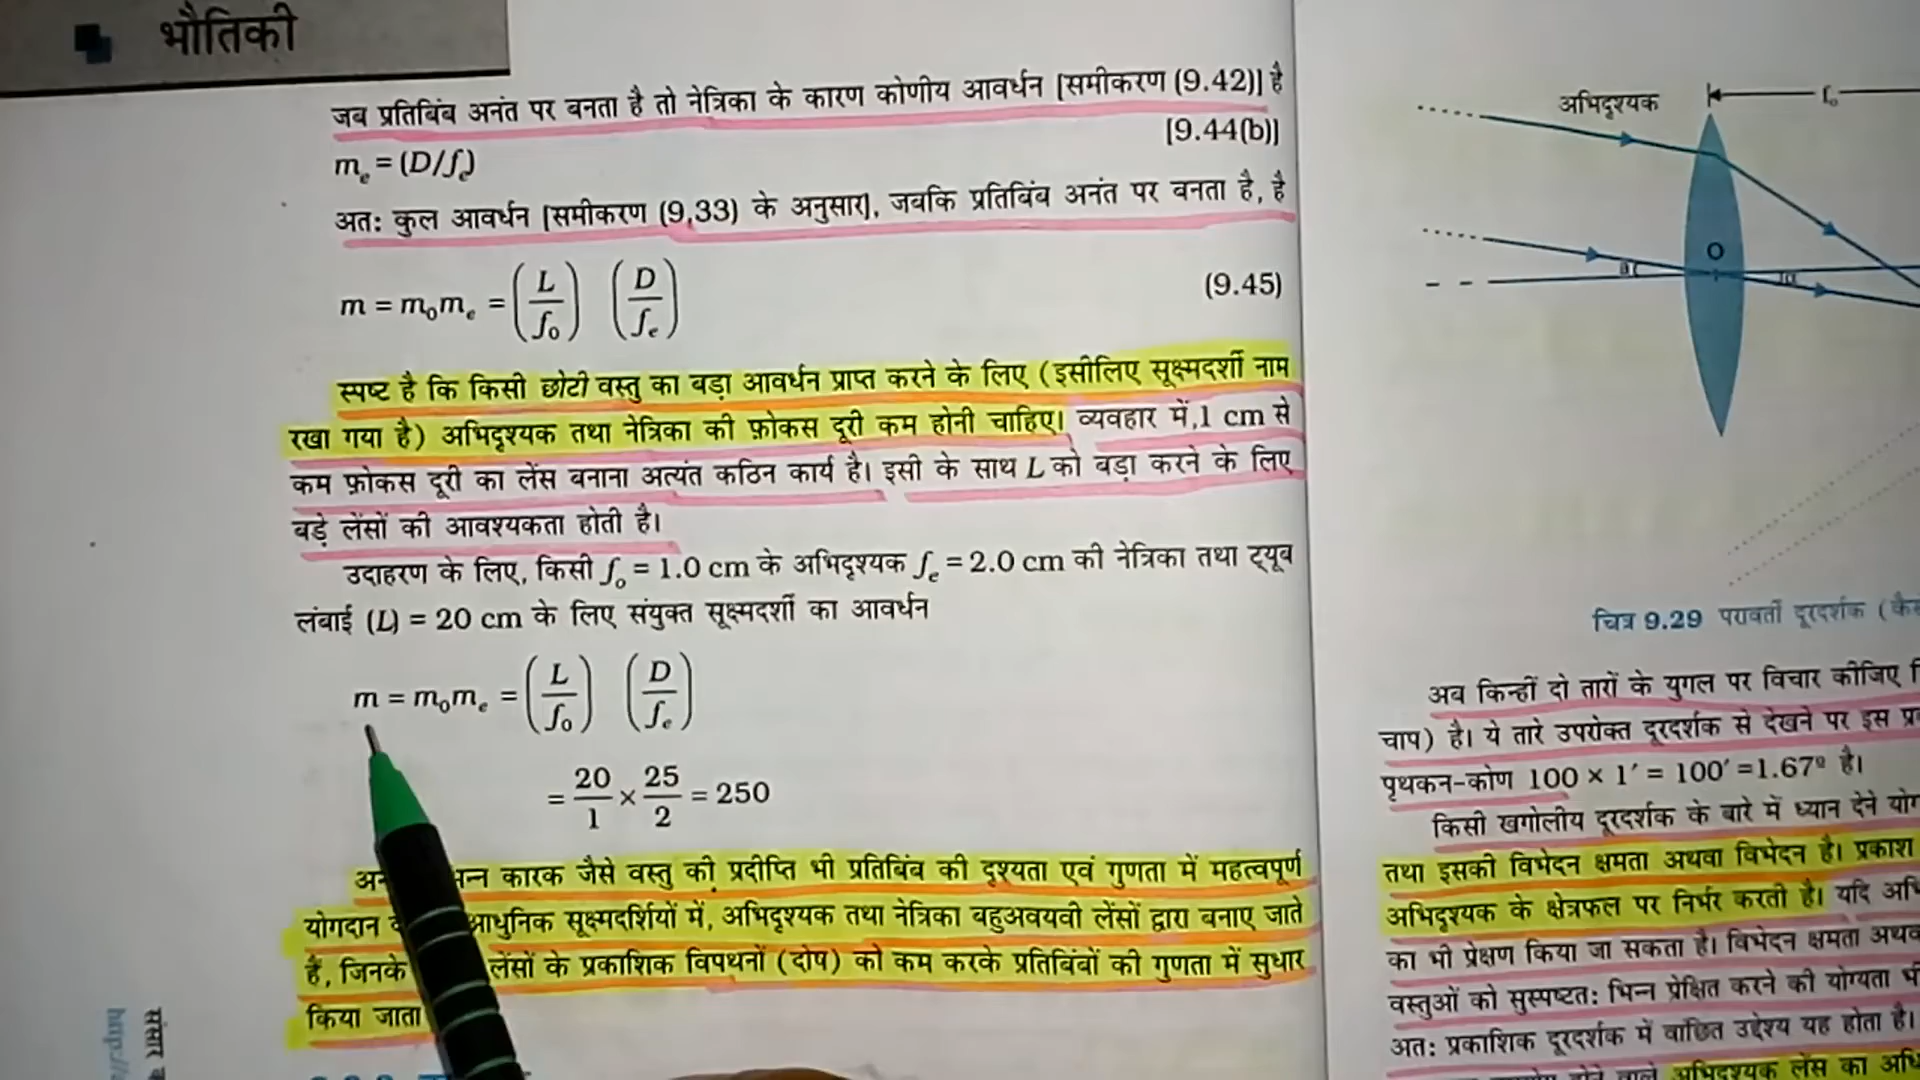 भौतिकी
जब प्रतिबिंब अनंत पर बनता है तो नेत्रिका के कारण कोणीय आवर्धन [समीकरण (9.42)] है
mₑ = (D/fₑ)
[9.44(b)]
अतः कुल आवर्धन [समीकरण (9,33) के अनुसार], जबकि प्रतिबिंब अनंत पर बनता है, है
m = m₀mₑ = (L/f₀) (D/fₑ)
(9.45)
स्पष्ट है कि किसी छोटी वस्तु का बड़ा आवर्धन प्राप्त करने के लिए (इसीलिए सूक्ष्मदर्शी नाम
रखा गया है) अभिदृश्यक तथा नेत्रिका की फ़ोकस दूरी कम होनी चाहिए। व्यवहार में,1 cm से
कम फ़ोकस दूरी का लेंस बनाना अत्यंत कठिन कार्य है। इसी के साथ L को बड़ा करने के लिए
बड़े लेंसों की आवश्यकता होती है।
उदाहरण के लिए, किसी fₒ = 1.0 cm के अभिदृश्यक fₑ = 2.0 cm की नेत्रिका तथा ट्यूब
लंबाई (L) = 20 cm के लिए संयुक्त सूक्ष्मदर्शी का आवर्धन
m = m₀mₑ = (L/f₀) (D/fₑ)
= 20/1 × 25/2 = 250
कारक जैसे वस्तु की प्रदीप्ति भी प्रतिबिंब की दृश्यता एवं गुणता में महत्वपूर्ण
योगदान आधुनिक सूक्ष्मदर्शियों में, अभिदृश्यक तथा नेत्रिका बहुअवयवी लेंसों द्वारा बनाए जाते
हैं, जिनके लेंसों के प्रकाशिक विपथनों (दोष) को कम करके प्रतिबिंबों की गुणता में सुधार
किया जाता
अभिदृश्यक
fₒ
O
चित्र 9.29 परावर्ती दूरदर्शक
अब किन्हीं दो तारों के युगल पर विचार कीजिए
चाप) है। ये तारे उपरोक्त दूरदर्शक से देखने पर इस
पृथकन-कोण 100 × 1′ = 100′ =1.67º है।
किसी खगोलीय दूरदर्शक के बारे में ध्यान देने
तथा इसकी विभेदन क्षमता अथवा विभेदन है। प्रकाश
अभिदृश्यक के क्षेत्रफल पर निर्भर करती है। यदि
का भी प्रेक्षण किया जा सकता है। विभेदन क्षमता
वस्तुओं को सुस्पष्टतः भिन्न प्रेक्षित करने की योग्यता
अतः प्रकाशिक दूरदर्शक में वांछित उद्देश्य यह होता है।
वाले अभिदृश्यक लेंस का